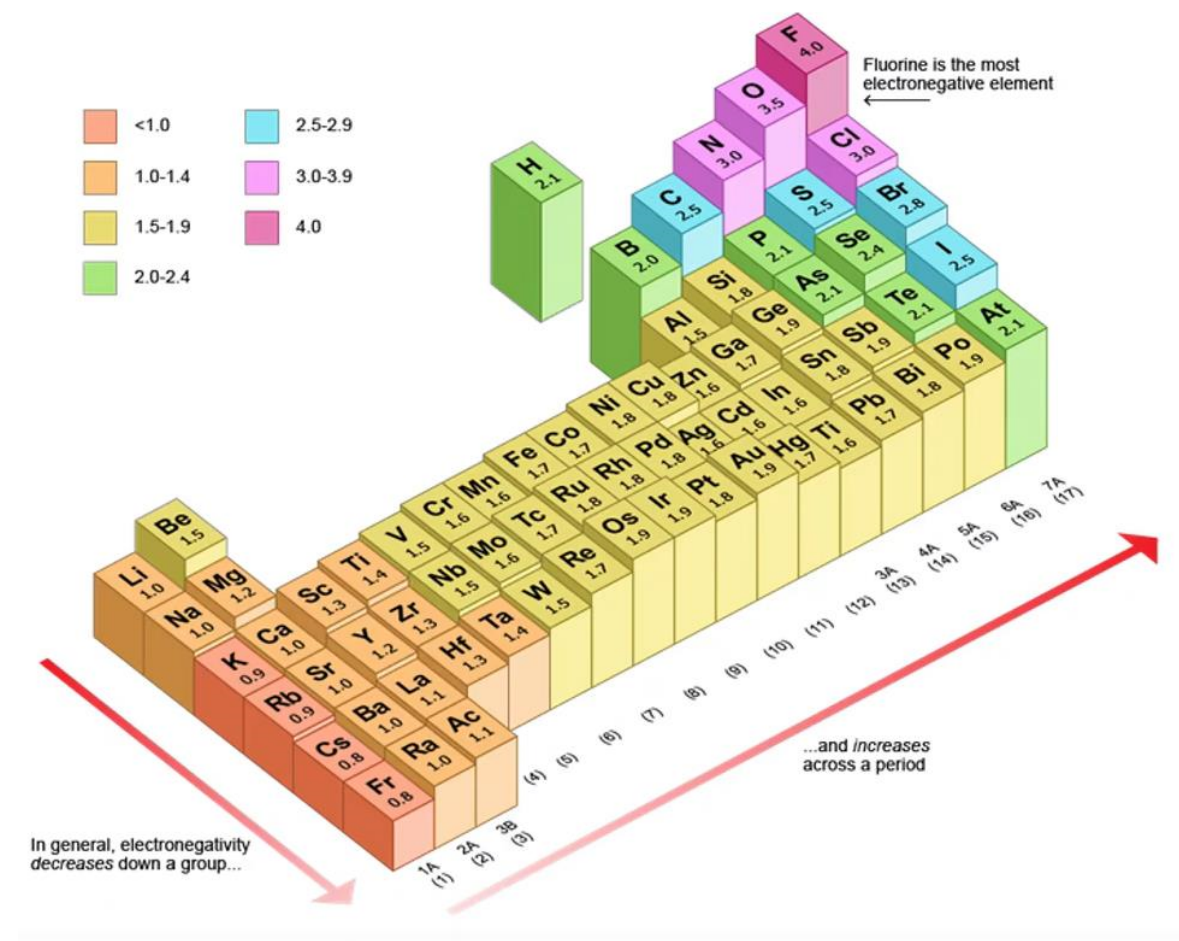 F
4.0
Fluorine is the most
electronegative element
O
3.5
<1.0
2.5-2.9
N
3.0
Cl
3.0
H
2.1
1.0-1.4
3.0-3.9
C
2.5
S
2.5
Br
2.8
1.5-1.9
4.0
B
2.0
P
2.1
Se
2.4
I
2.5
2.0-2.4
Si
1.8
As
2.1
Te
2.1
At
2.1
Al
1.5
Ge
1.9
Sb
1.9
Po
1.9
Ga
1.7
Sn
1.8
Bi
1.8
Zn
1.6
In
1.6
Pb
1.7
Cu
1.8
Cd
1.6
Ti
1.6
Ni
1.8
Ag
1.6
Hg
1.7
Co
1.7
Pd
1.8
Au
1.9
Fe
1.7
Rh
1.8
Pt
1.8
Mn
1.6
Ru
1.8
Ir
1.9
Cr
1.6
Tc
1.7
Os
1.9
V
1.5
Mo
1.6
Re
1.7
Ti
1.4
Nb
1.5
W
1.5
Sc
1.3
Zr
1.3
Ta
1.4
Y
1.2
Hf
1.3
La
1.1
Ac
1.1
Be
1.5
Mg
1.2
Ca
1.0
Sr
1.0
Ba
1.0
Ra
1.0
Li
1.0
Na
1.0
K
0.9
Rb
0.9
Cs
0.8
Fr
0.8
1A
(1)
2A
(2)
3B
(3)
(4)
(5)
(6)
(7)
(8)
(9)
(10)
(11)
(12)
3A
(13)
4A
(14)
5A
(15)
6A
(16)
7A
(17)
...and increases
across a period
In general, electronegativity
decreases down a group...